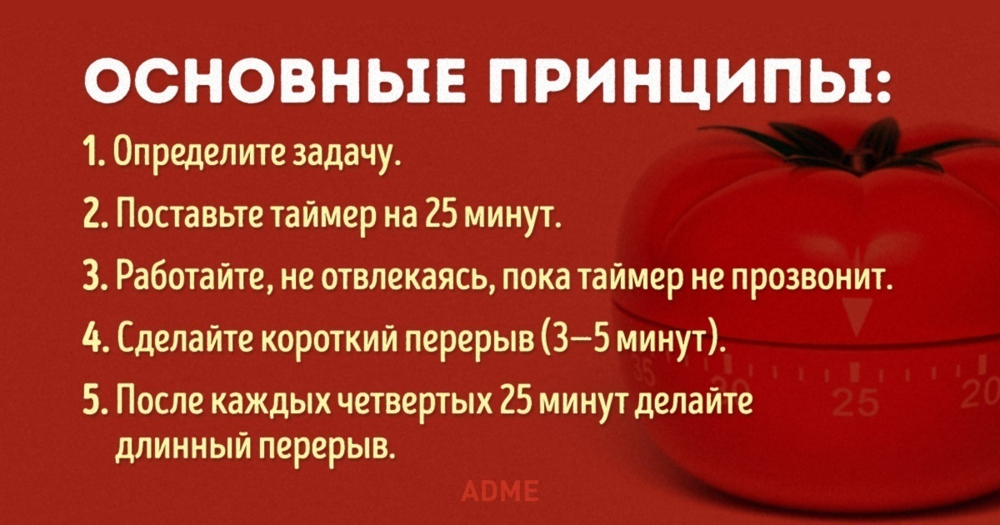 ОСНОВНЫЕ ПРИНЦИПЫ:
1. Определите задачу.
2. Поставьте таймер на 25 минут.
3. Работайте, не отвлекаясь, пока таймер не прозвонит.
4. Сделайте короткий перерыв (3–5 минут).
5. После каждых четвертых 25 минут делайте
длинный перерыв.
35 30 25 20
ADME